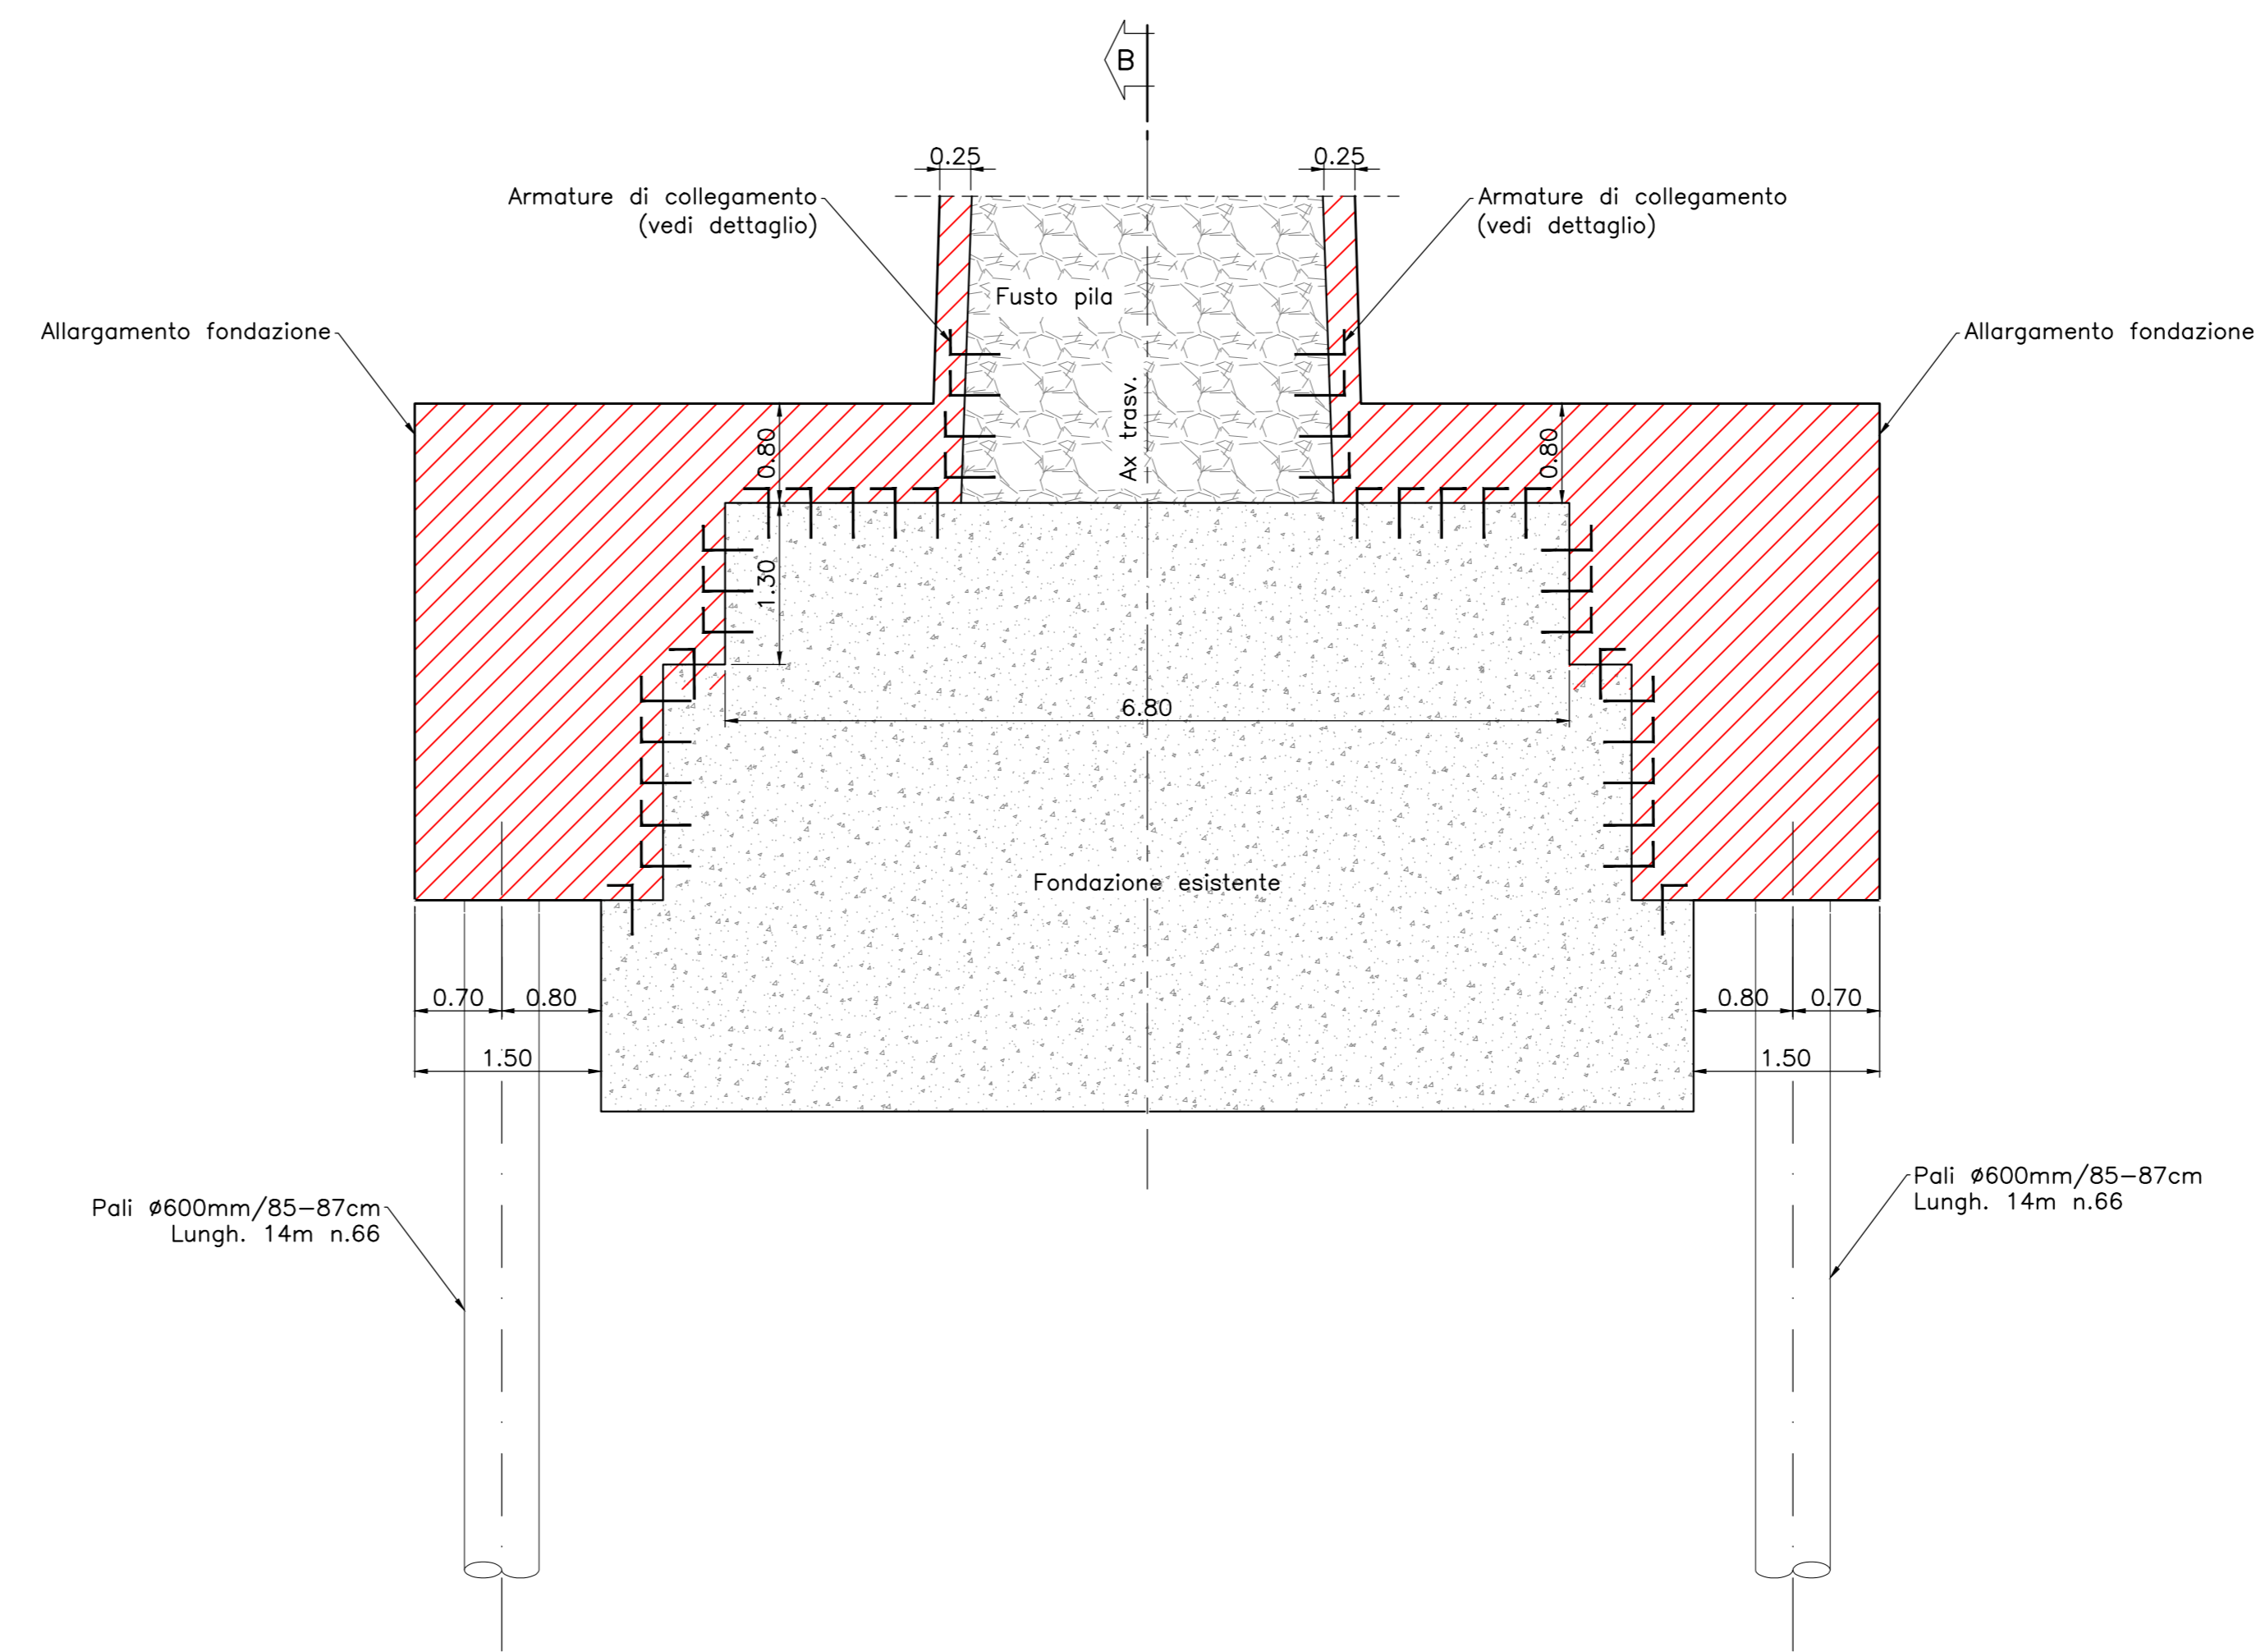 B
0.25
0.25
Armature di collegamento
(vedi dettaglio)
Armature di collegamento
(vedi dettaglio)
Fusto pila
Allargamento fondazione
Allargamento fondazione
Ax trasv.
0.80
0.80
1.30
6.80
Fondazione esistente
0.70
0.80
0.80
0.70
1.50
1.50
Pali ø600mm/85-87cm
Lungh. 14m n.66
Pali ø600mm/85-87cm
Lungh. 14m n.66